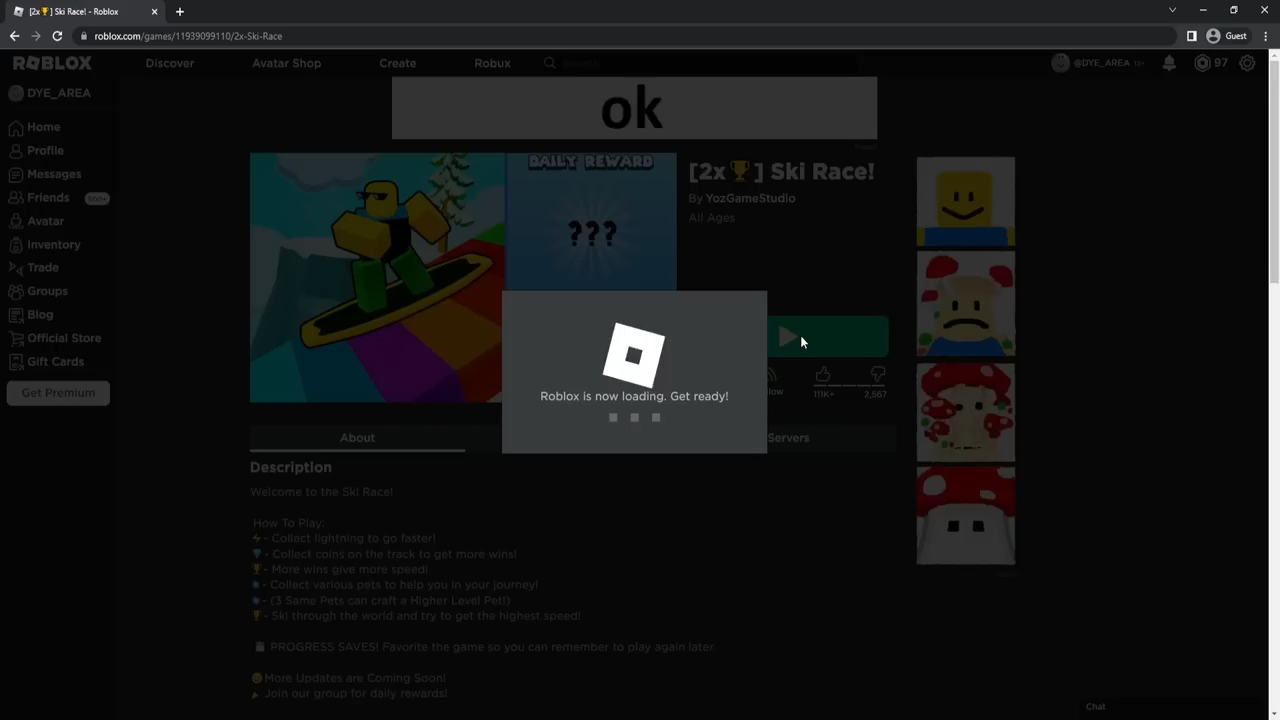 [2x🏆] Ski Race! - Roblox
roblox.com/games/11939099110/2x-Ski-Race
Guest
ROBLOX
Discover
Avatar Shop
Create
Robux
Search
@DYE_AREA 13+
97
DYE_AREA
Home
Profile
Messages
Friends
Avatar
Inventory
Trade
Groups
Blog
Official Store
Gift Cards
Get Premium
ok
DAILY REWARD
???
[2x🏆] Ski Race!
By YozGameStudio
All Ages
Roblox is now loading. Get ready!
111K+
2,567
About
Servers
Description
Welcome to the Ski Race!
How To Play:
⚡- Collect lightning to go faster!
💎- Collect coins on the track to get more wins!
🏆- More wins give more speed!
- Collect various pets to help you in your journey!
- (3 Same Pets can craft a Higher Level Pet!)
🏆- Ski through the world and try to get the highest speed!
PROGRESS SAVES! Favorite the game so you can remember to play again later.
More Updates are Coming Soon!
Join our group for daily rewards!
Chat